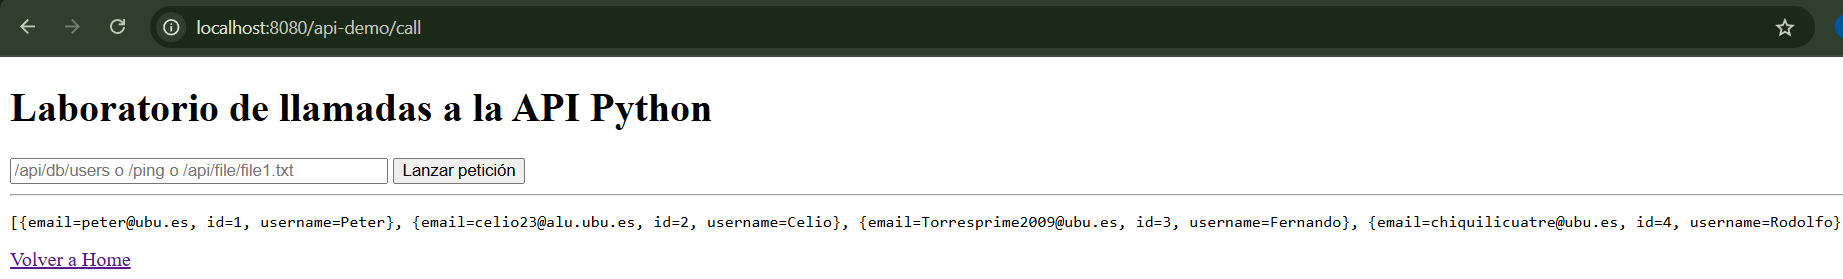 localhost:8080/api-demo/call
Laboratorio de llamadas a la API Python
/api/db/users o /ping o /api/file/file1.txt Lanzar petición
[{email=peter@ubu.es, id=1, username=Peter}, {email=celio23@alu.ubu.es, id=2, username=Celio}, {email=Torresprime2009@ubu.es, id=3, username=Fernando}, {email=chiquilicuatre@ubu.es, id=4, username=Rodolfo}
Volver a Home